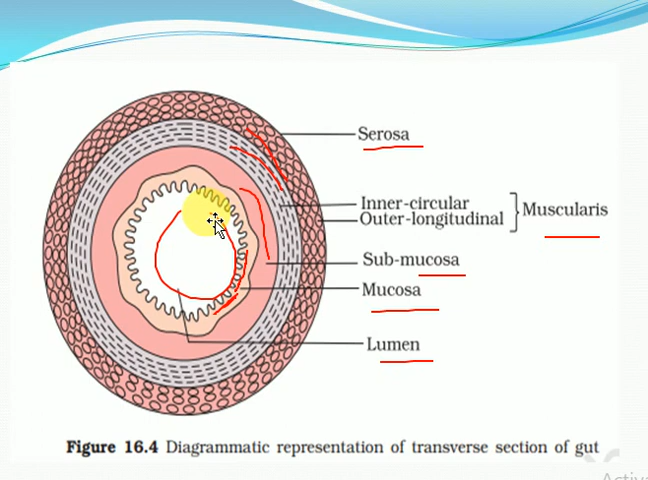 Serosa
Inner-circular
Outer-longitudinal
Muscularis
Sub-mucosa
Mucosa
Lumen
Figure 16.4 Diagrammatic representation of transverse section of gut